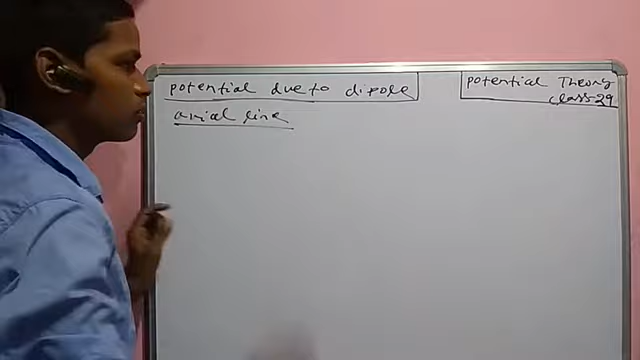 potential due to dipole
axial line
potential Theory
class 29